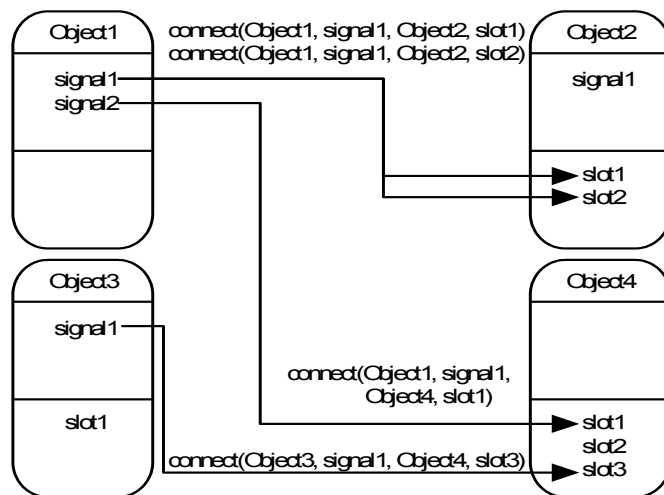 Object1
signal1
signal2
connect(Object1, signal1, Object2, slot1)
connect(Object1, signal1, Object2, slot2)
Object2
signal1
slot1
slot2
Object3
signal1
slot1
connect(Object1, signal1,
Object4, slot1)
connect(Object3, signal1, Object4, slot3)
Object4
slot1
slot2
slot3